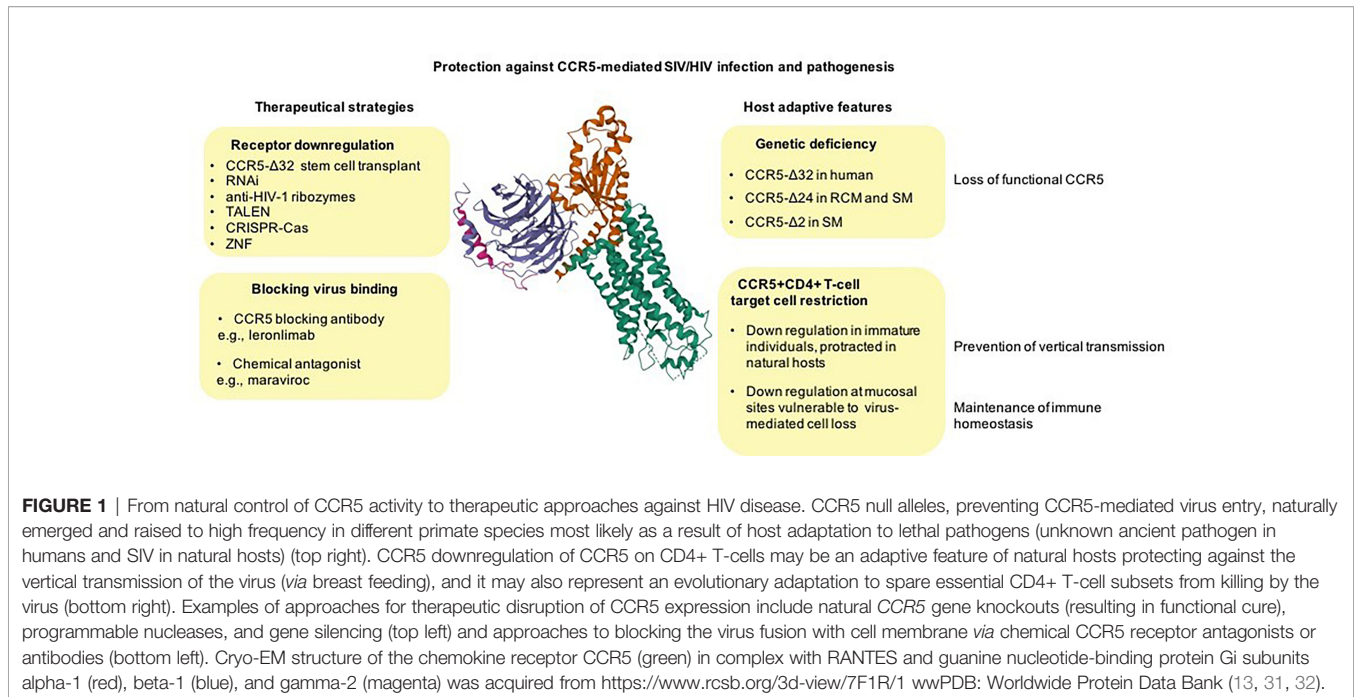 Protection against CCR5-mediated SIV/HIV infection and pathogenesis
Therapeutical strategies
Receptor downregulation
• CCR5-Δ32 stem cell transplant
• RNAi
• anti-HIV-1 ribozymes
• TALEN
• CRISPR-Cas
• ZNF
Blocking virus binding
• CCR5 blocking antibody
e.g., leronlimab
• Chemical antagonist
e.g., maraviroc
Host adaptive features
Genetic deficiency
• CCR5-Δ32 in human
• CCR5-Δ24 in RCM and SM
• CCR5-Δ2 in SM
Loss of functional CCR5
CCR5+CD4+ T-cell
target cell restriction
• Down regulation in immature
individuals, protracted in
natural hosts
Prevention of vertical transmission
• Down regulation at mucosal
sites vulnerable to virus-
mediated cell loss
Maintenance of immune
homeostasis
FIGURE 1 | From natural control of CCR5 activity to therapeutic approaches against HIV disease. CCR5 null alleles, preventing CCR5-mediated virus entry, naturally
emerged and raised to high frequency in different primate species most likely as a result of host adaptation to lethal pathogens (unknown ancient pathogen in
humans and SIV in natural hosts) (top right). CCR5 downregulation of CCR5 on CD4+ T-cells may be an adaptive feature of natural hosts protecting against the
vertical transmission of the virus (via breast feeding), and it may also represent an evolutionary adaptation to spare essential CD4+ T-cell subsets from killing by the
virus (bottom right). Examples of approaches for therapeutic disruption of CCR5 expression include natural CCR5 gene knockouts (resulting in functional cure),
programmable nucleases, and gene silencing (top left) and approaches to blocking the virus fusion with cell membrane via chemical CCR5 receptor antagonists or
antibodies (bottom left). Cryo-EM structure of the chemokine receptor CCR5 (green) in complex with RANTES and guanine nucleotide-binding protein Gi subunits
alpha-1 (red), beta-1 (blue), and gamma-2 (magenta) was acquired from https://www.rcsb.org/3d-view/7F1R/1 wwPDB: Worldwide Protein Data Bank (13, 31, 32).